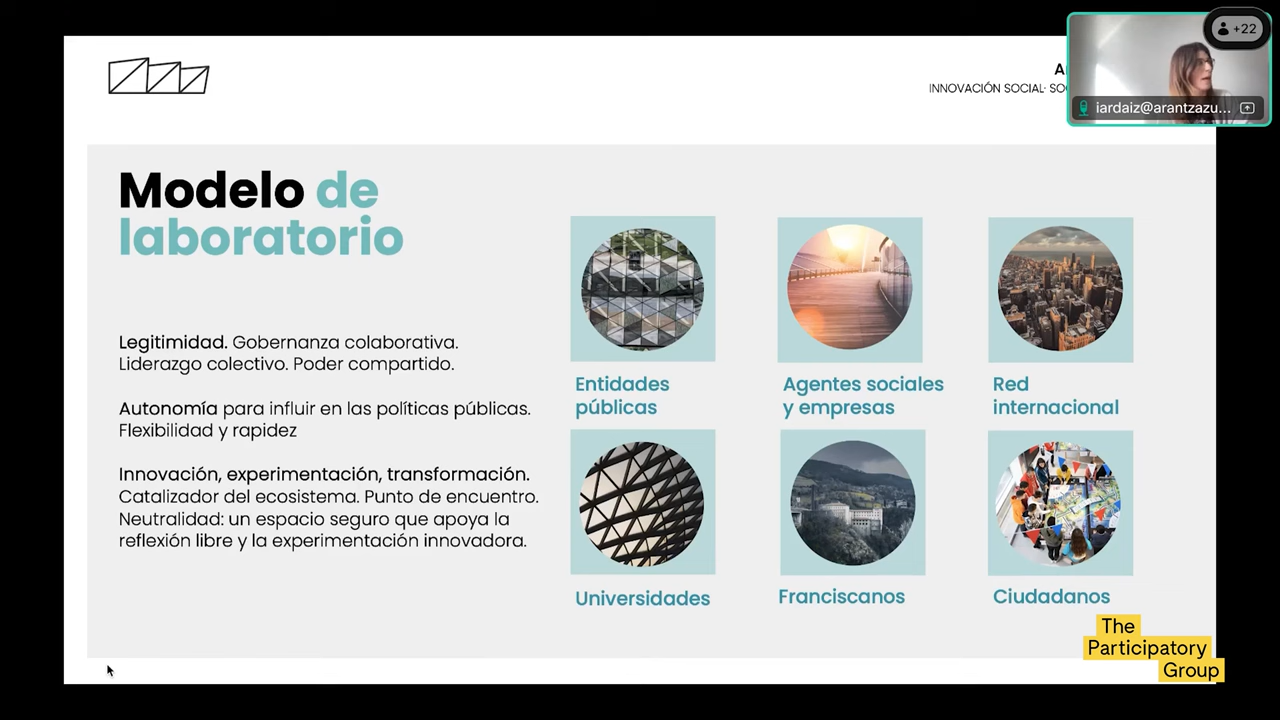 +22
iardaiz@arantzazu...
INNOVACIÓN SOCIAL·
Modelo de
laboratorio
Legitimidad. Gobernanza colaborativa.
Liderazgo colectivo. Poder compartido.
Autonomía para influir en las políticas públicas.
Flexibilidad y rapidez
Innovación, experimentación, transformación.
Catalizador del ecosistema. Punto de encuentro.
Neutralidad: un espacio seguro que apoya la
reflexión libre y la experimentación innovadora.
Entidades
públicas
Agentes sociales
y empresas
Red
internacional
Universidades
Franciscanos
Ciudadanos
The
Participatory
Group